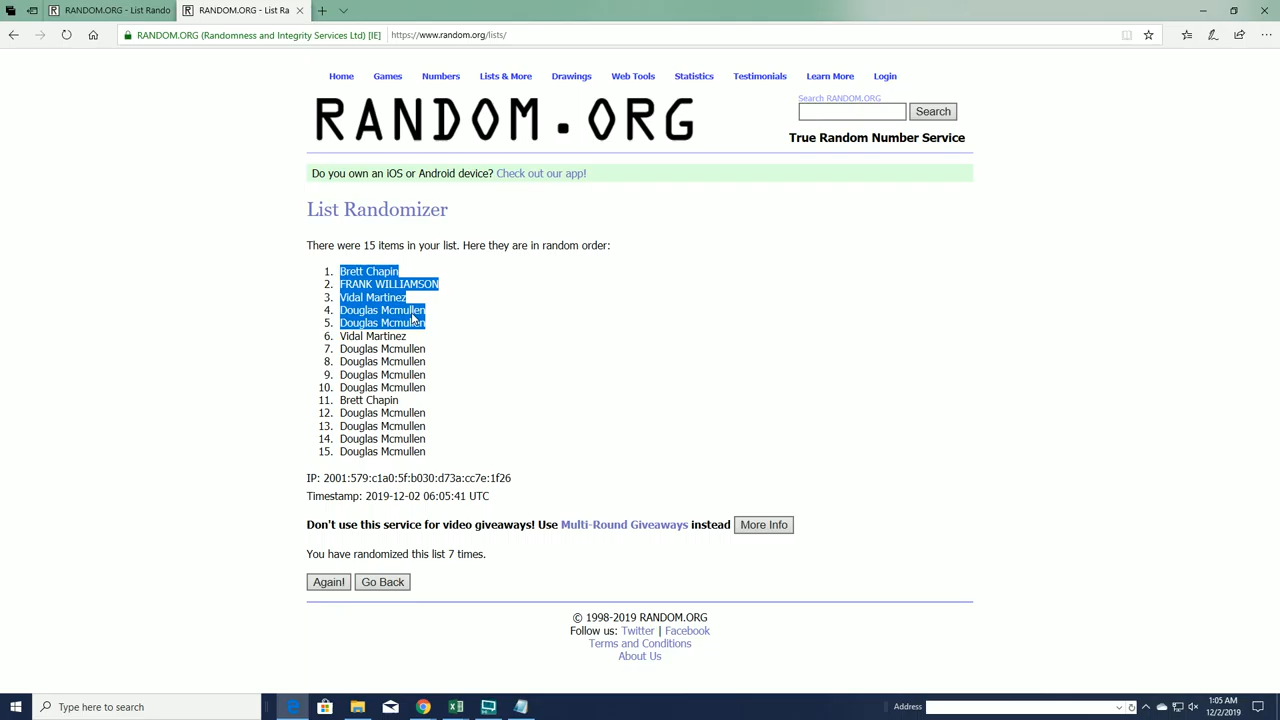 RANDOM.ORG - List Rando
RANDOM.ORG - List Ra
RANDOM.ORG (Randomness and Integrity Services Ltd) [IE]
https://www.random.org/lists/
Home Games Numbers Lists & More Drawings Web Tools Statistics Testimonials Learn More Login
RANDOM.ORG
Search RANDOM.ORG
Search
True Random Number Service
Do you own an iOS or Android device? Check out our app!
List Randomizer
There were 15 items in your list. Here they are in random order:
1. Brett Chapin
2. FRANK WILLIAMSON
3. Vidal Martinez
4. Douglas Mcmullen
5. Douglas Mcmullen
6. Vidal Martinez
7. Douglas Mcmullen
8. Douglas Mcmullen
9. Douglas Mcmullen
10. Douglas Mcmullen
11. Brett Chapin
12. Douglas Mcmullen
13. Douglas Mcmullen
14. Douglas Mcmullen
15. Douglas Mcmullen
IP: 2001:579:c1a0:5f:b030:d73a:cc7e:1f26
Timestamp: 2019-12-02 06:05:41 UTC
Don't use this service for video giveaways! Use Multi-Round Giveaways instead More Info
You have randomized this list 7 times.
Again! Go Back
© 1998-2019 RANDOM.ORG
Follow us: Twitter | Facebook
Terms and Conditions
About Us
Type here to search
Address
1:05 AM
12/2/2019